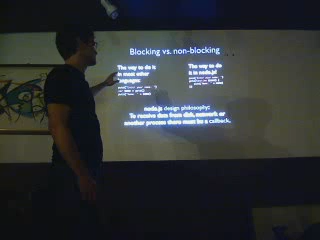 Blocking vs. non-blocking
The way to do it
in most other
languages:
The way to do
it in node.js!
node.js design philosophy:
To receive data from disk, network or
another process there must be a callback.